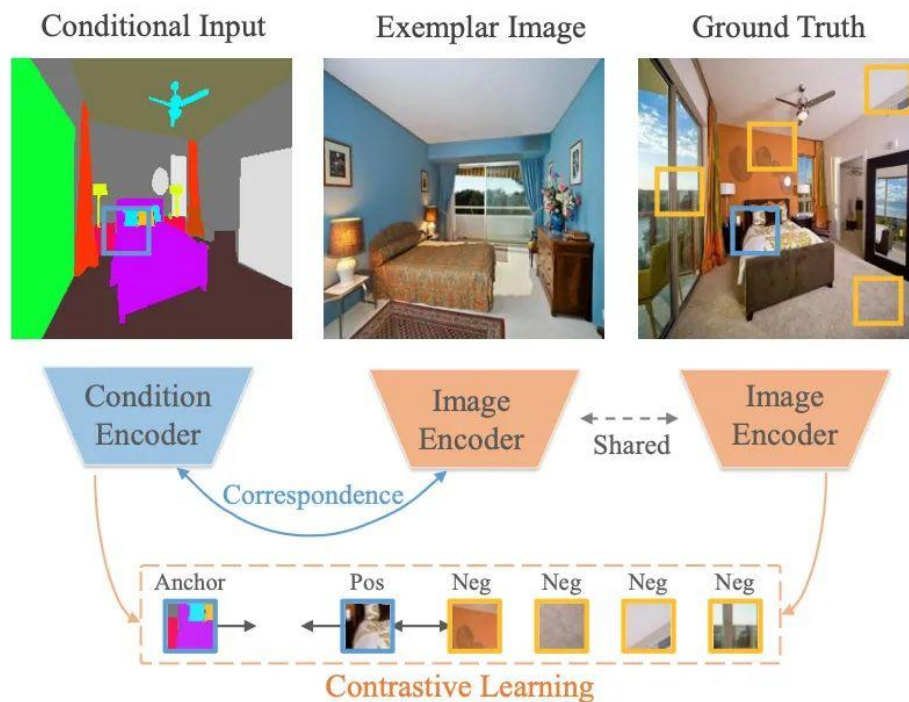 Conditional Input
Exemplar Image
Ground Truth
Condition
Encoder
Image
Encoder
Shared
Image
Encoder
Correspondence
Anchor
Pos
Neg
Neg
Neg
Neg
Contrastive Learning